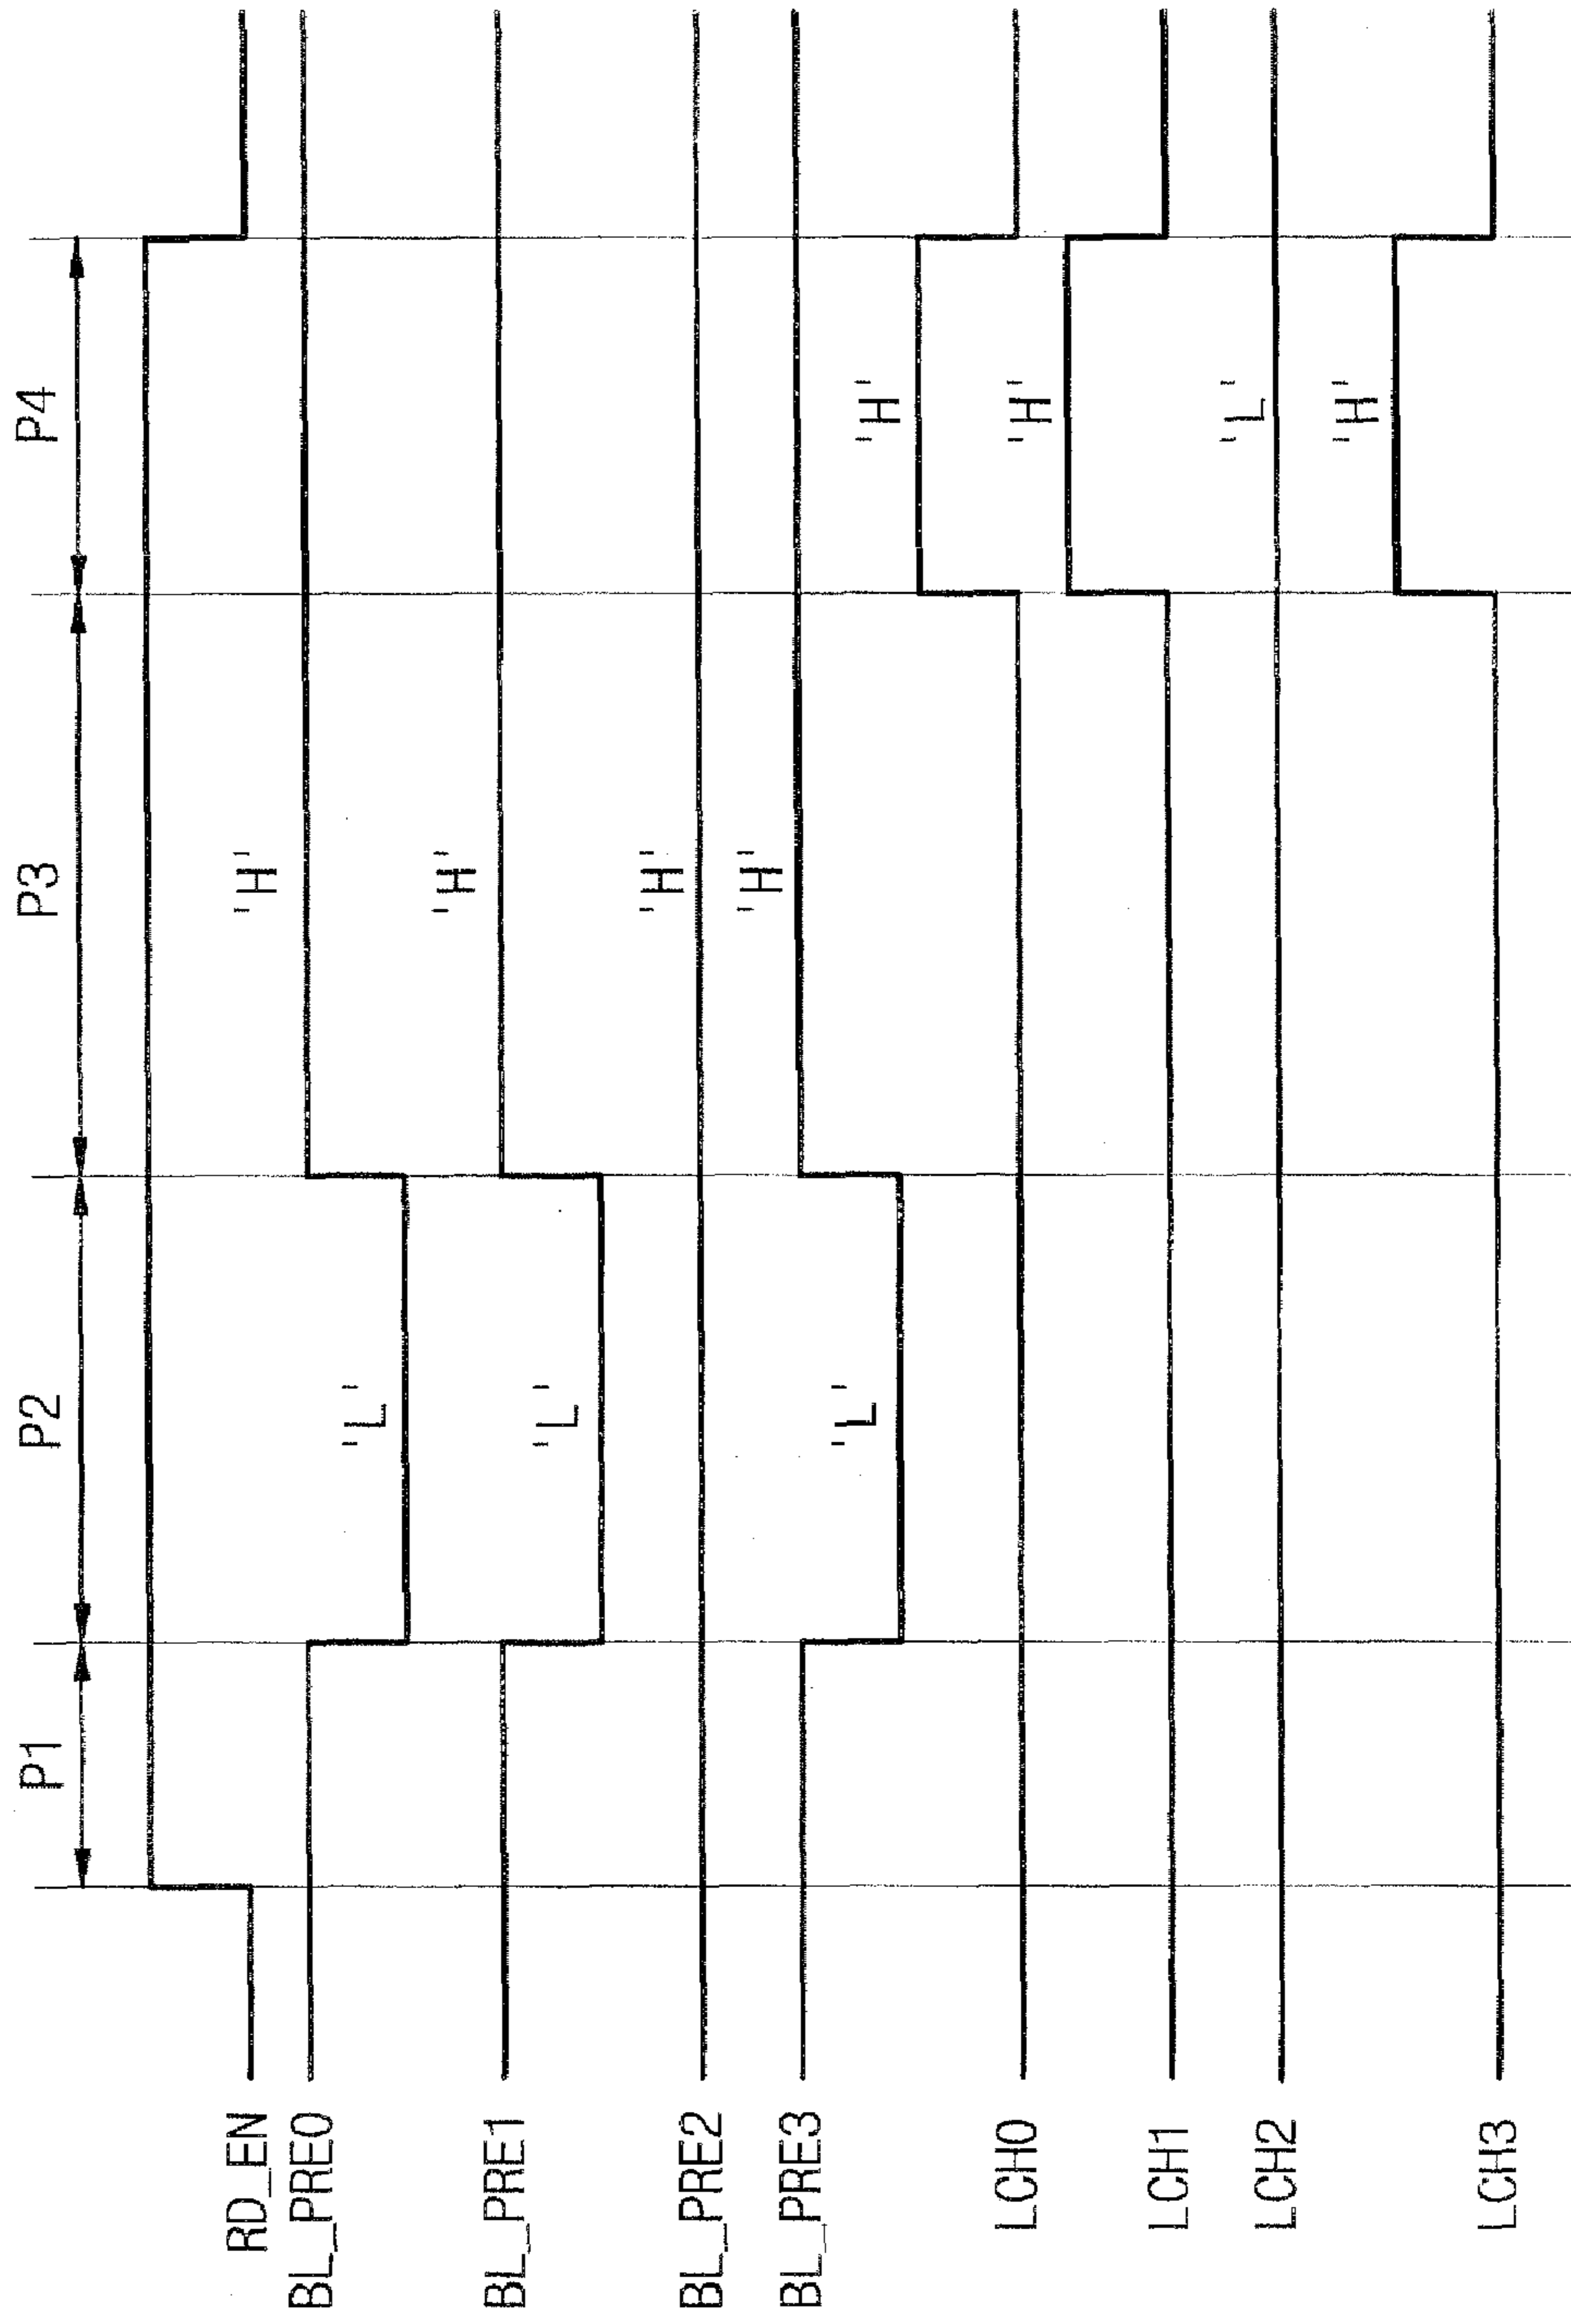 P1 P2 P3 P4
RD_EN
BL_PRE0 'L' 'H'
BL_PRE1 'L' 'H'
BL_PRE2 'H'
BL_PRE3 'L' 'H'
LCH0 'H'
LCH1 'H'
LCH2 'L'
LCH3 'H'